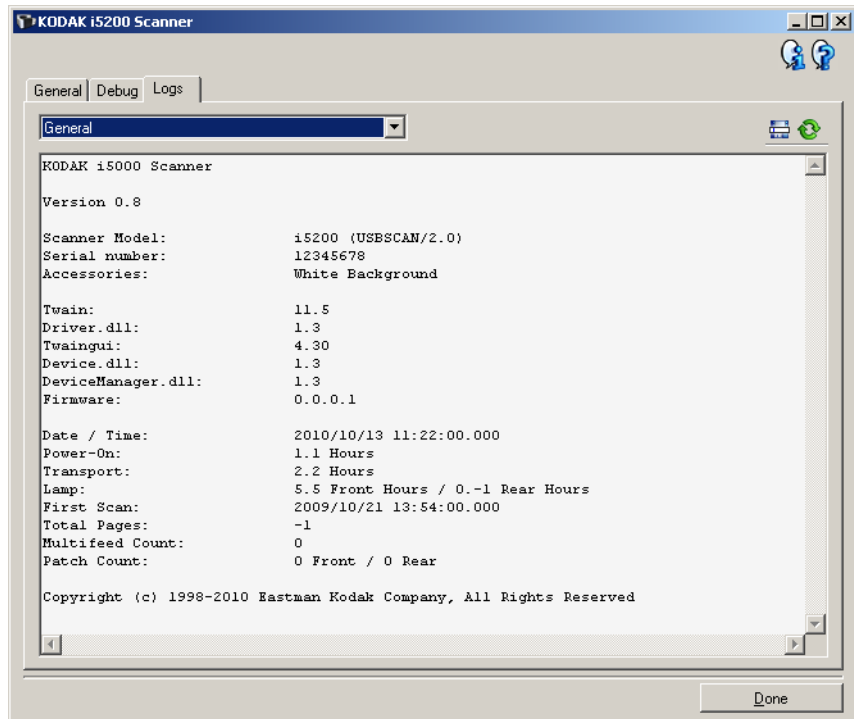 KODAK i5200 Scanner
General Debug Logs
General
KODAK i5000 Scanner
Version 0.8
Scanner Model: i5200 (USBSCAN/2.0)
Serial number: 12345678
Accessories: White Background
Twain: 11.5
Driver.dll: 1.3
Twaingui: 4.30
Device.dll: 1.3
DeviceManager.dll: 1.3
Firmware: 0.0.0.1
Date / Time: 2010/10/13 11:22:00.000
Power-On: 1.1 Hours
Transport: 2.2 Hours
Lamp: 5.5 Front Hours / 0.-1 Rear Hours
First Scan: 2009/10/21 13:54:00.000
Total Pages: -1
Multifeed Count: 0
Patch Count: 0 Front / 0 Rear
Copyright (c) 1998-2010 Eastman Kodak Company, All Rights Reserved
Done